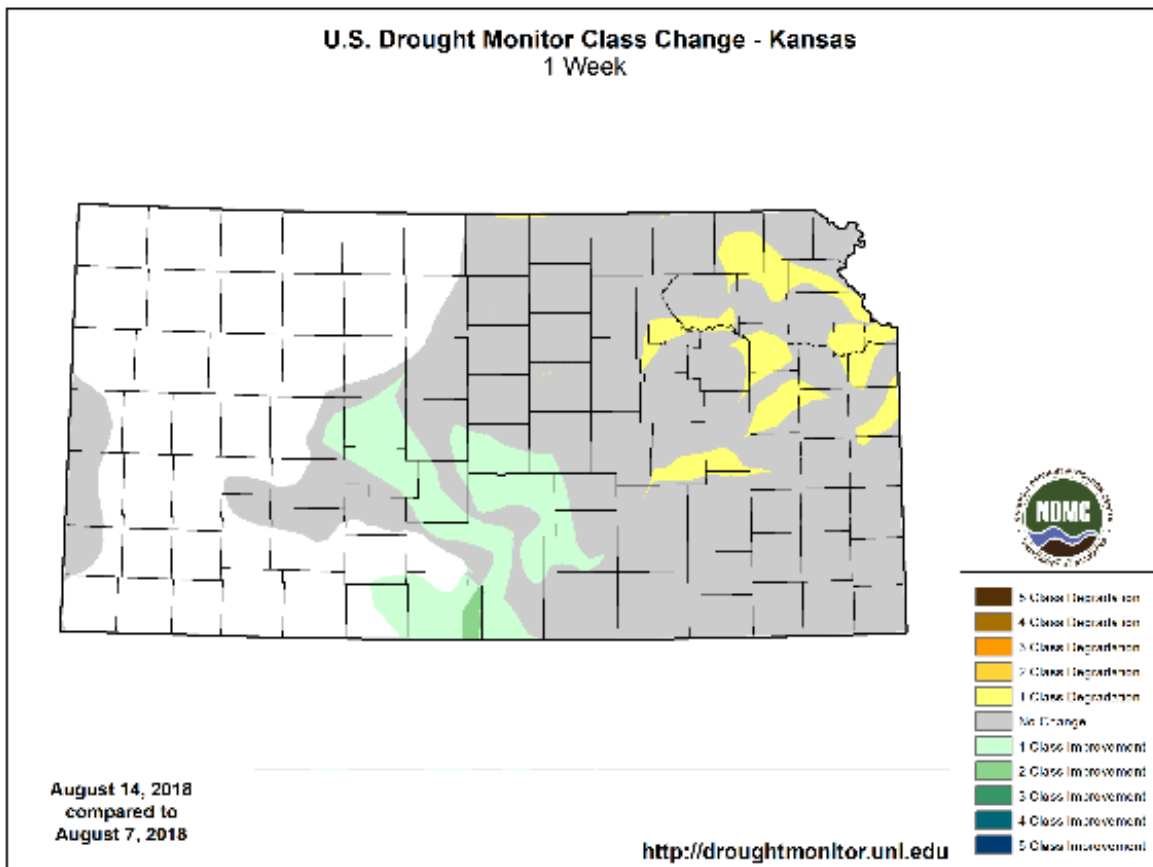 U.S. Drought Monitor Class Change - Kansas
1 Week
NDMC
5 Class Degradation
4 Class Degradation
3 Class Degradation
2 Class Degradation
1 Class Degradation
No Change
1 Class Improvement
2 Class Improvement
3 Class Improvement
4 Class Improvement
5 Class Improvement
August 14, 2018
compared to
August 7, 2018
http://droughtmonitor.unl.edu